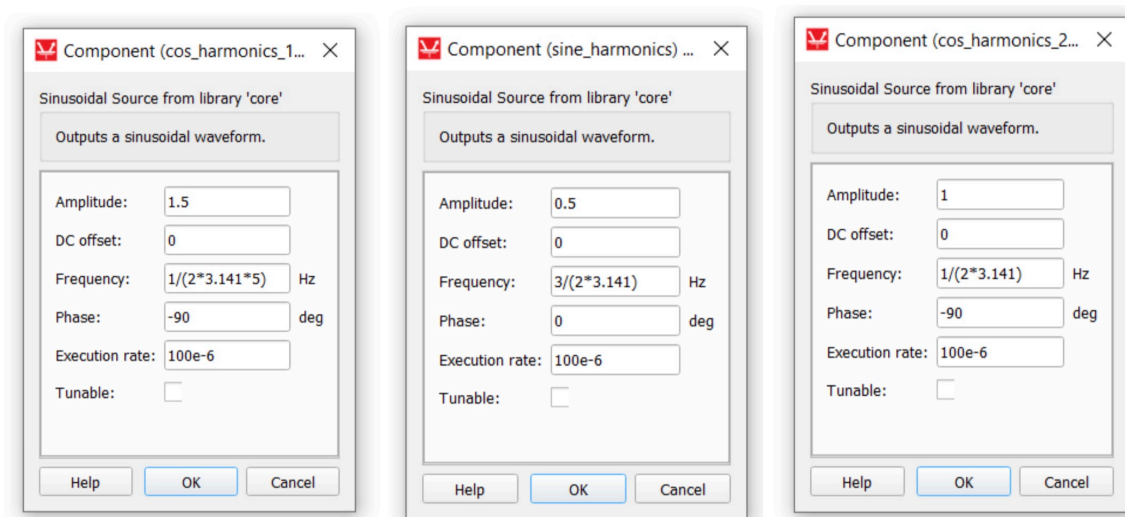 Component (cos_harmonics_1...
Sinusoidal Source from library 'core'
Outputs a sinusoidal waveform.
Amplitude: 1.5
DC offset: 0
Frequency: 1/(2*3.141*5) Hz
Phase: -90 deg
Execution rate: 100e-6
Tunable:
Help OK Cancel
Component (sine_harmonics) ...
Sinusoidal Source from library 'core'
Outputs a sinusoidal waveform.
Amplitude: 0.5
DC offset: 0
Frequency: 3/(2*3.141) Hz
Phase: 0 deg
Execution rate: 100e-6
Tunable:
Help OK Cancel
Component (cos_harmonics_2...
Sinusoidal Source from library 'core'
Outputs a sinusoidal waveform.
Amplitude: 1
DC offset: 0
Frequency: 1/(2*3.141) Hz
Phase: -90 deg
Execution rate: 100e-6
Tunable:
Help OK Cancel